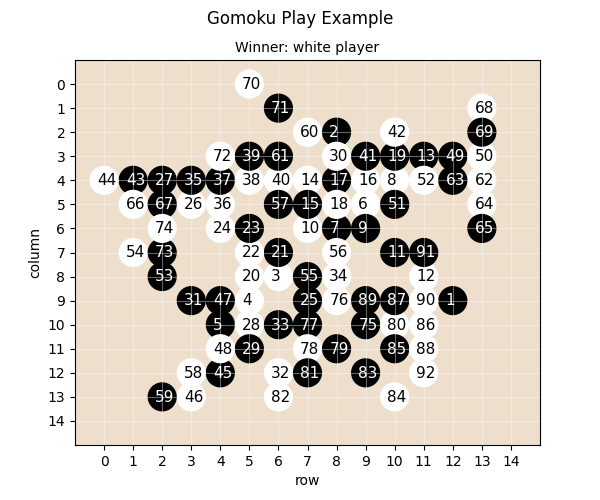 Gomoku Play Example
Winner: white player
0 70
1 71 68
2 60 2 42 69
3 72 39 61 30 41 19 13 49 50
4 44 43 27 35 37 38 40 14 17 16 8 52 63 62
5 66 67 26 36 57 15 18 6 51 64
6 74 24 23 10 7 9 65
7 54 73 22 21 56 11 91
8 53 20 3 55 34 12
9 31 47 4 25 76 89 87 90 1
10 5 28 33 77 75 80 86
11 48 29 78 79 85 88
12 58 45 32 81 83 92
13 59 46 82 84
14
column
0 1 2 3 4 5 6 7 8 9 10 11 12 13 14
row